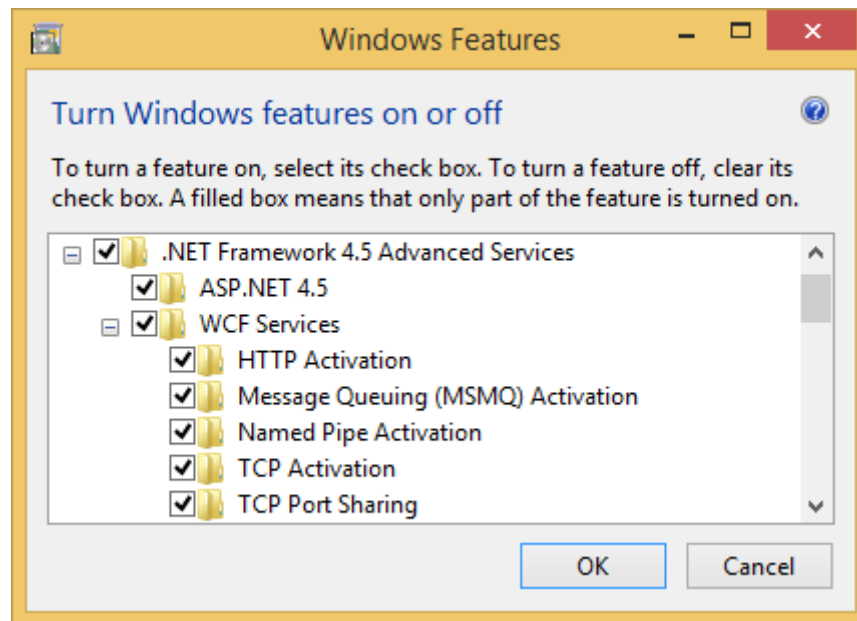 Windows Features
Turn Windows features on or off
To turn a feature on, select its check box. To turn a feature off, clear its
check box. A filled box means that only part of the feature is turned on.
.NET Framework 4.5 Advanced Services
ASP.NET 4.5
WCF Services
HTTP Activation
Message Queuing (MSMQ) Activation
Named Pipe Activation
TCP Activation
TCP Port Sharing
OK Cancel